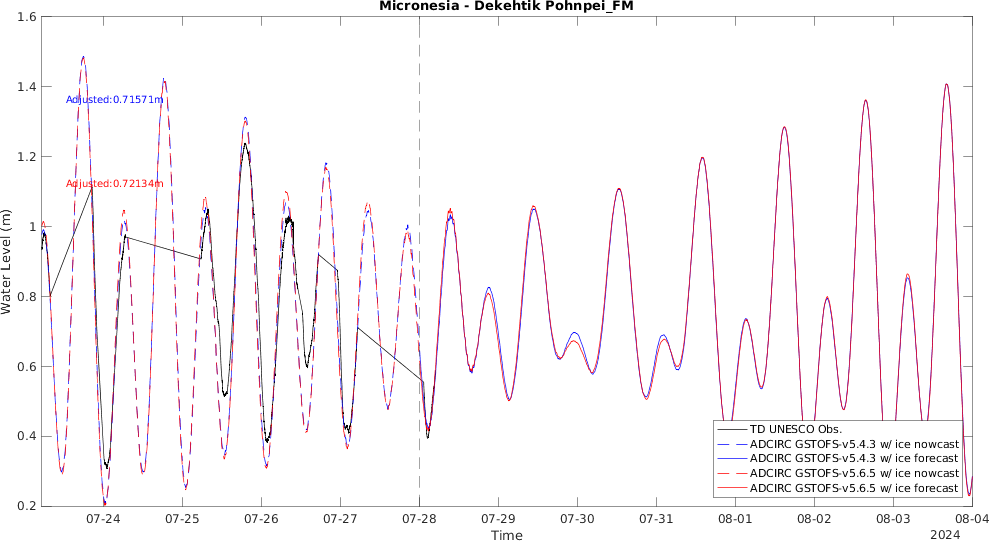 Micronesia - Dekehtik Pohnpei_FM
1.6
1.4
1.2
1
0.8
0.6
0.4
0.2
Water Level (m)
Adjusted:0.71571m
Adjusted:0.72134m
TD UNESCO Obs.
ADCIRC GSTOFS-v5.4.3 w/ ice nowcast
ADCIRC GSTOFS-v5.4.3 w/ ice forecast
ADCIRC GSTOFS-v5.6.5 w/ ice nowcast
ADCIRC GSTOFS-v5.6.5 w/ ice forecast
07-24 07-25 07-26 07-27 07-28 07-29 07-30 07-31 08-01 08-02 08-03 08-04
Time
2024